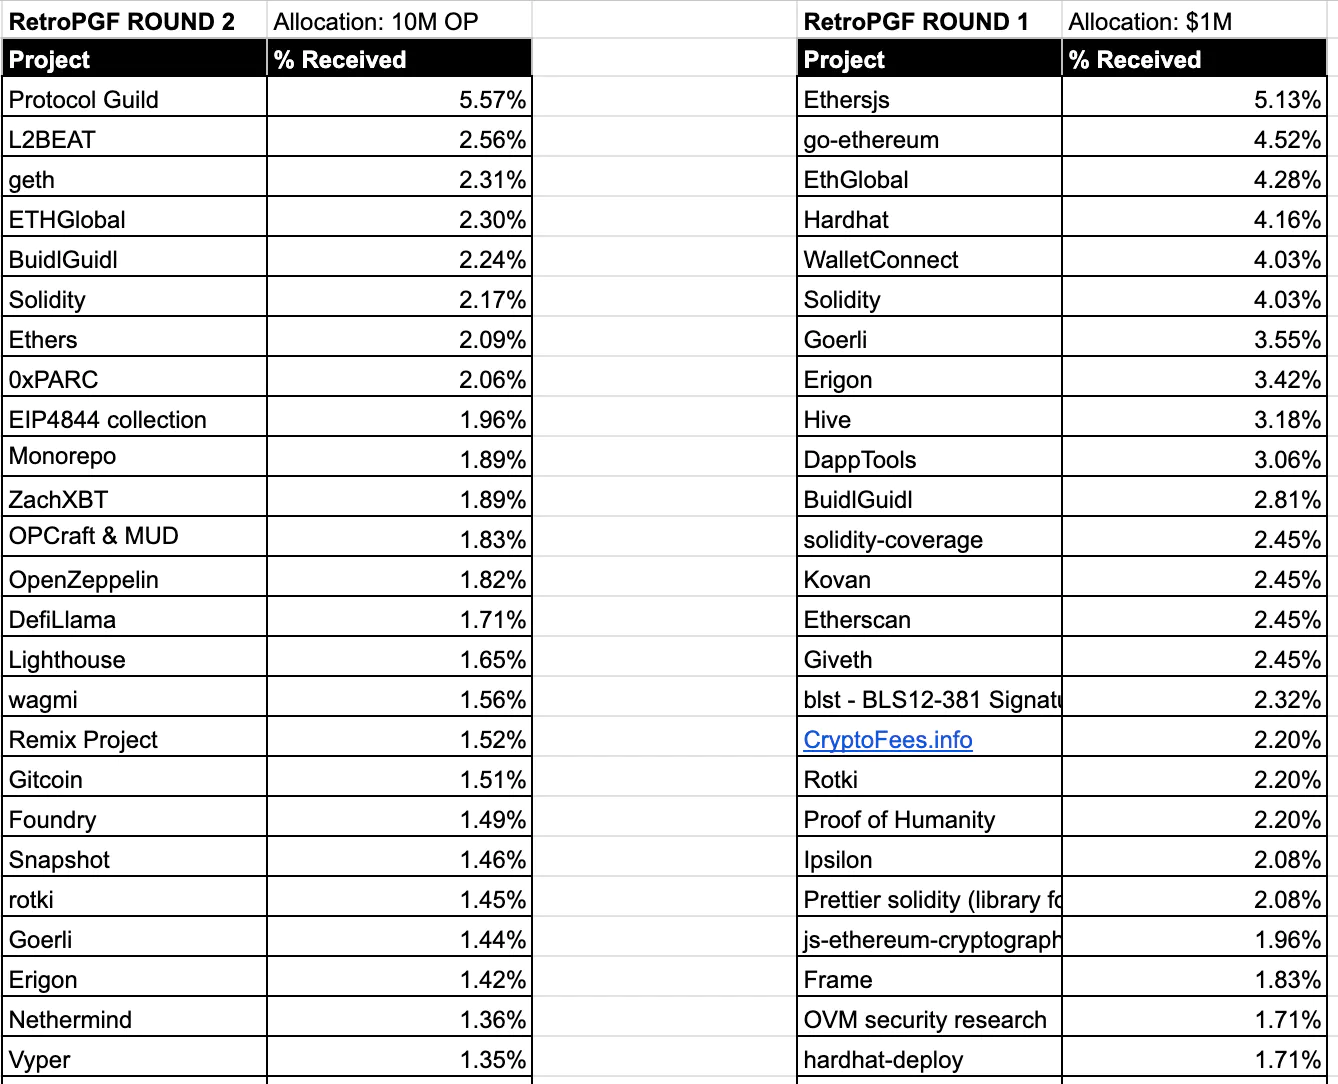 RetroPGF ROUND 2 Allocation: 10M OP RetroPGF ROUND 1 Allocation: $1M
Project % Received Project % Received
Protocol Guild 5.57% Ethersjs 5.13%
L2BEAT 2.56% go-ethereum 4.52%
geth 2.31% EthGlobal 4.28%
ETHGlobal 2.30% Hardhat 4.16%
BuidlGuidl 2.24% WalletConnect 4.03%
Solidity 2.17% Solidity 4.03%
Ethers 2.09% Goerli 3.55%
0xPARC 2.06% Erigon 3.42%
EIP4844 collection 1.96% Hive 3.18%
Monorepo 1.89% DappTools 3.06%
ZachXBT 1.89% BuidlGuidl 2.81%
OPCraft & MUD 1.83% solidity-coverage 2.45%
OpenZeppelin 1.82% Kovan 2.45%
DefiLlama 1.71% Etherscan 2.45%
Lighthouse 1.65% Giveth 2.45%
wagmi 1.56% blst - BLS12-381 Signatu 2.32%
Remix Project 1.52% CryptoFees.info 2.20%
Gitcoin 1.51% Rotki 2.20%
Foundry 1.49% Proof of Humanity 2.20%
Snapshot 1.46% Ipsilon 2.08%
rotki 1.45% Prettier solidity (library fo 2.08%
Goerli 1.44% js-ethereum-cryptograph 1.96%
Erigon 1.42% Frame 1.83%
Nethermind 1.36% OVM security research 1.71%
Vyper 1.35% hardhat-deploy 1.71%